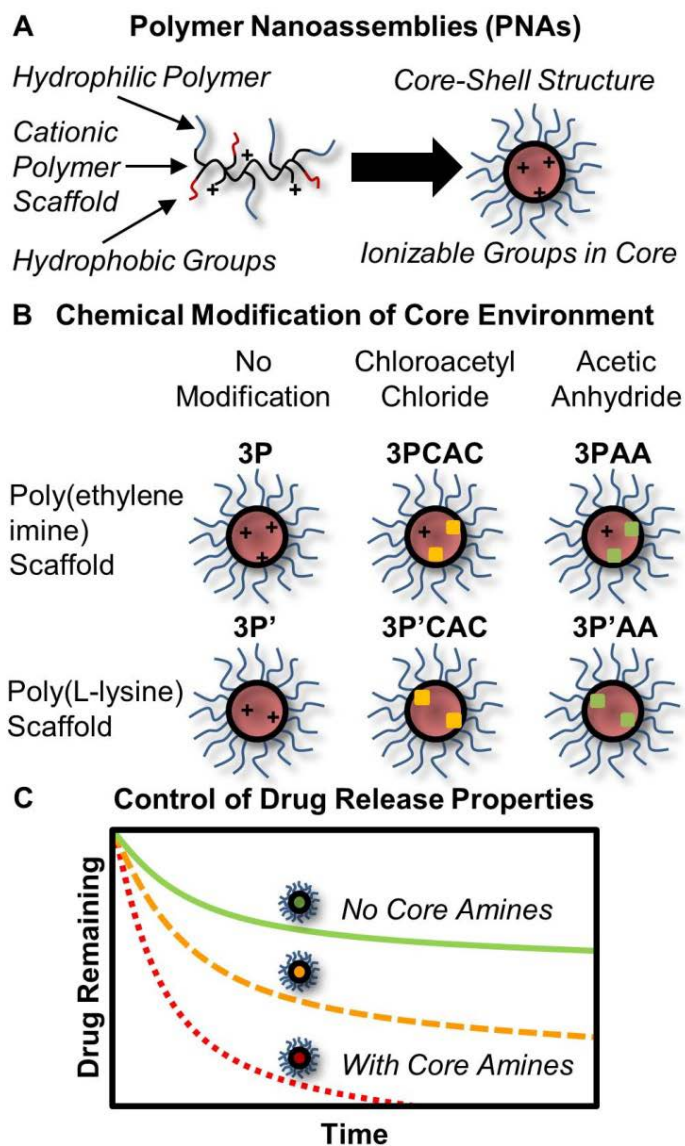 A Polymer Nanoassemblies (PNAs)
Hydrophilic Polymer
Cationic
Polymer
Scaffold
Hydrophobic Groups
+ + +
Core-Shell Structure
+ + +
Ionizable Groups in Core
B Chemical Modification of Core Environment
No
Modification
Chloroacetyl
Chloride
Acetic
Anhydride
3P
3PCAC
3PAA
Poly(ethylene
imine)
Scaffold
+ + +
+
+
3P'
3P'CAC
3P'AA
Poly(L-lysine)
Scaffold
+ +
C Control of Drug Release Properties
Drug Remaining
No Core Amines
With Core Amines
Time